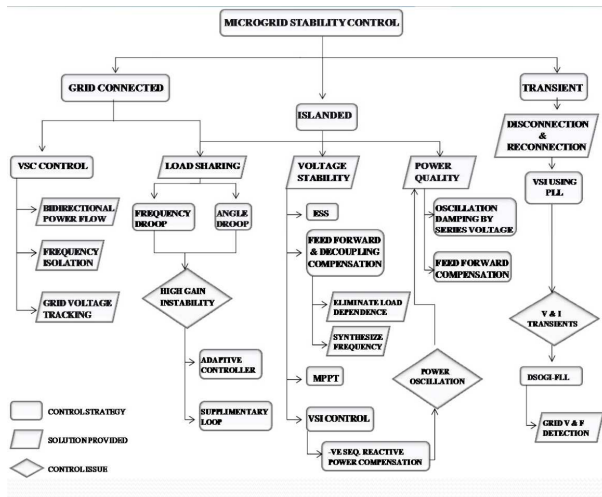 MICROGRID STABILITY CONTROL
GRID CONNECTED
ISLANDED
TRANSIENT
DISCONNECTION
&
RECONNECTION
VSC CONTROL
LOAD SHARING
VOLTAGE
STABILITY
POWER
QUALITY
VSI USING
PLL
BIDIRECTIONAL
POWER FLOW
FREQUENCY
ISOLATION
GRID VOLTAGE
TRACKING
FREQUENCY
DROOP
ANGLE
DROOP
HIGH GAIN
INSTABILITY
ADAPTIVE
CONTROLLER
SUPPLIMENTARY
LOOP
ESS
FEED FORWARD
& DECOUPLING
COMPENSATION
ELIMINATE LOAD
DEPENDENCE
SYNTHESIZE
FREQUENCY
MPPT
VSI CONTROL
-VE SEQ. REACTIVE
POWER COMPENSATION
OSCILLATION
DAMPING BY
SERIES VOLTAGE
FEED FORWARD
COMPENSATION
POWER
OSCILLATION
V & I
TRANSIENTS
DSOGI-FLL
GRID V & F
DETECTION
CONTROL STRATEGY
SOLUTION PROVIDED
CONTROL ISSUE